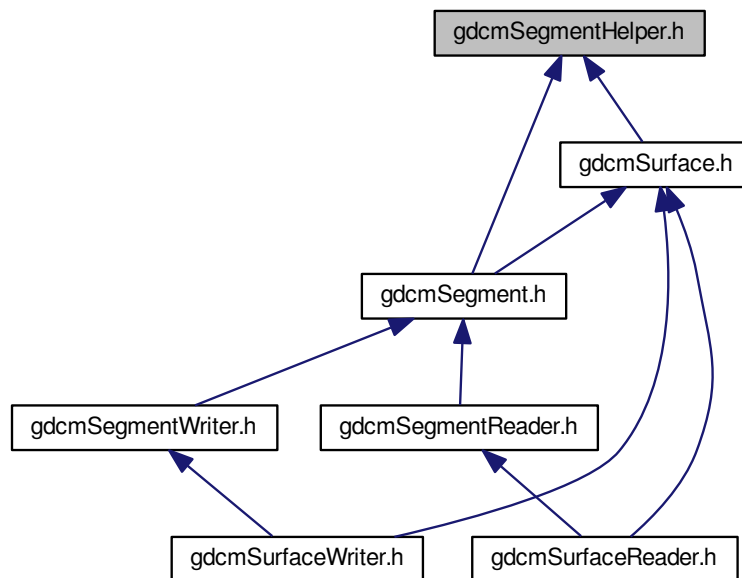 gdcmSegmentHelper.h
gdcmSurface.h
gdcmSegment.h
gdcmSegmentWriter.h
gdcmSegmentReader.h
gdcmSurfaceWriter.h
gdcmSurfaceReader.h